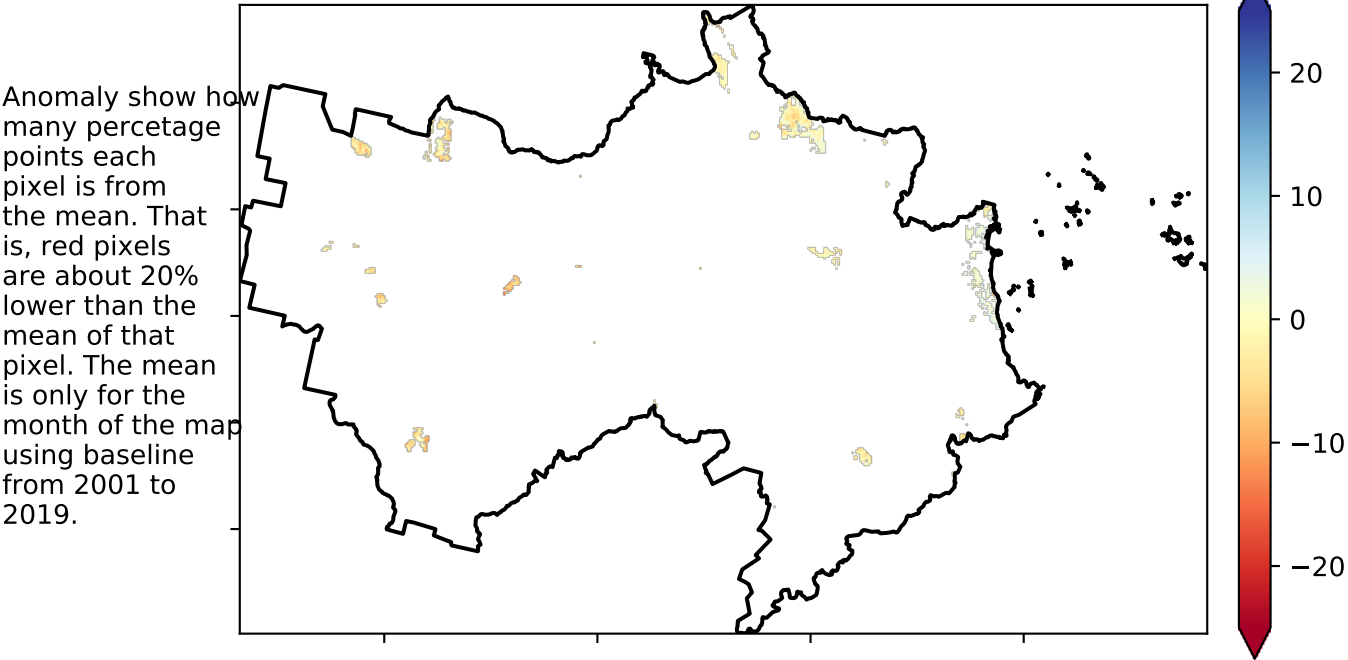 Anomaly show how
many percetage
points each
pixel is from
the mean. That
is, red pixels
are about 20%
lower than the
mean of that
pixel. The mean
is only for the
month of the map
using baseline
from 2001 to
2019.
20
10
0
−10
−20